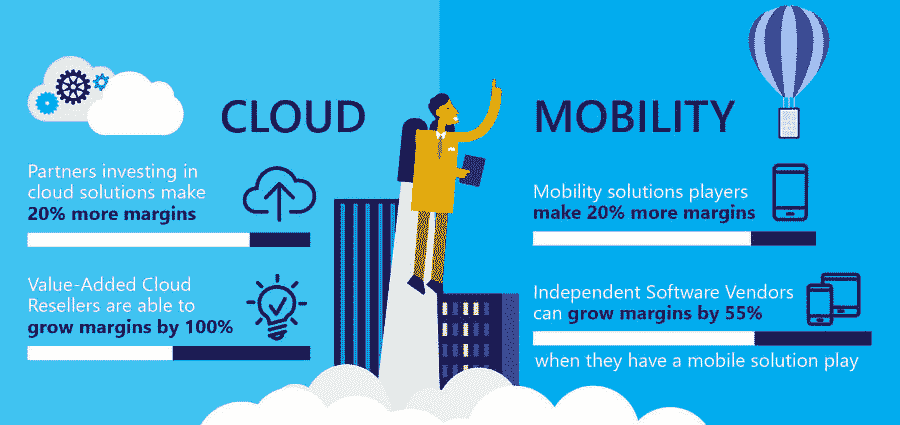 CLOUD
Partners investing in
cloud solutions make
20% more margins
Value-Added Cloud
Resellers are able to
grow margins by 100%
MOBILITY
Mobility solutions players
make 20% more margins
Independent Software Vendors
can grow margins by 55%
when they have a mobile solution play